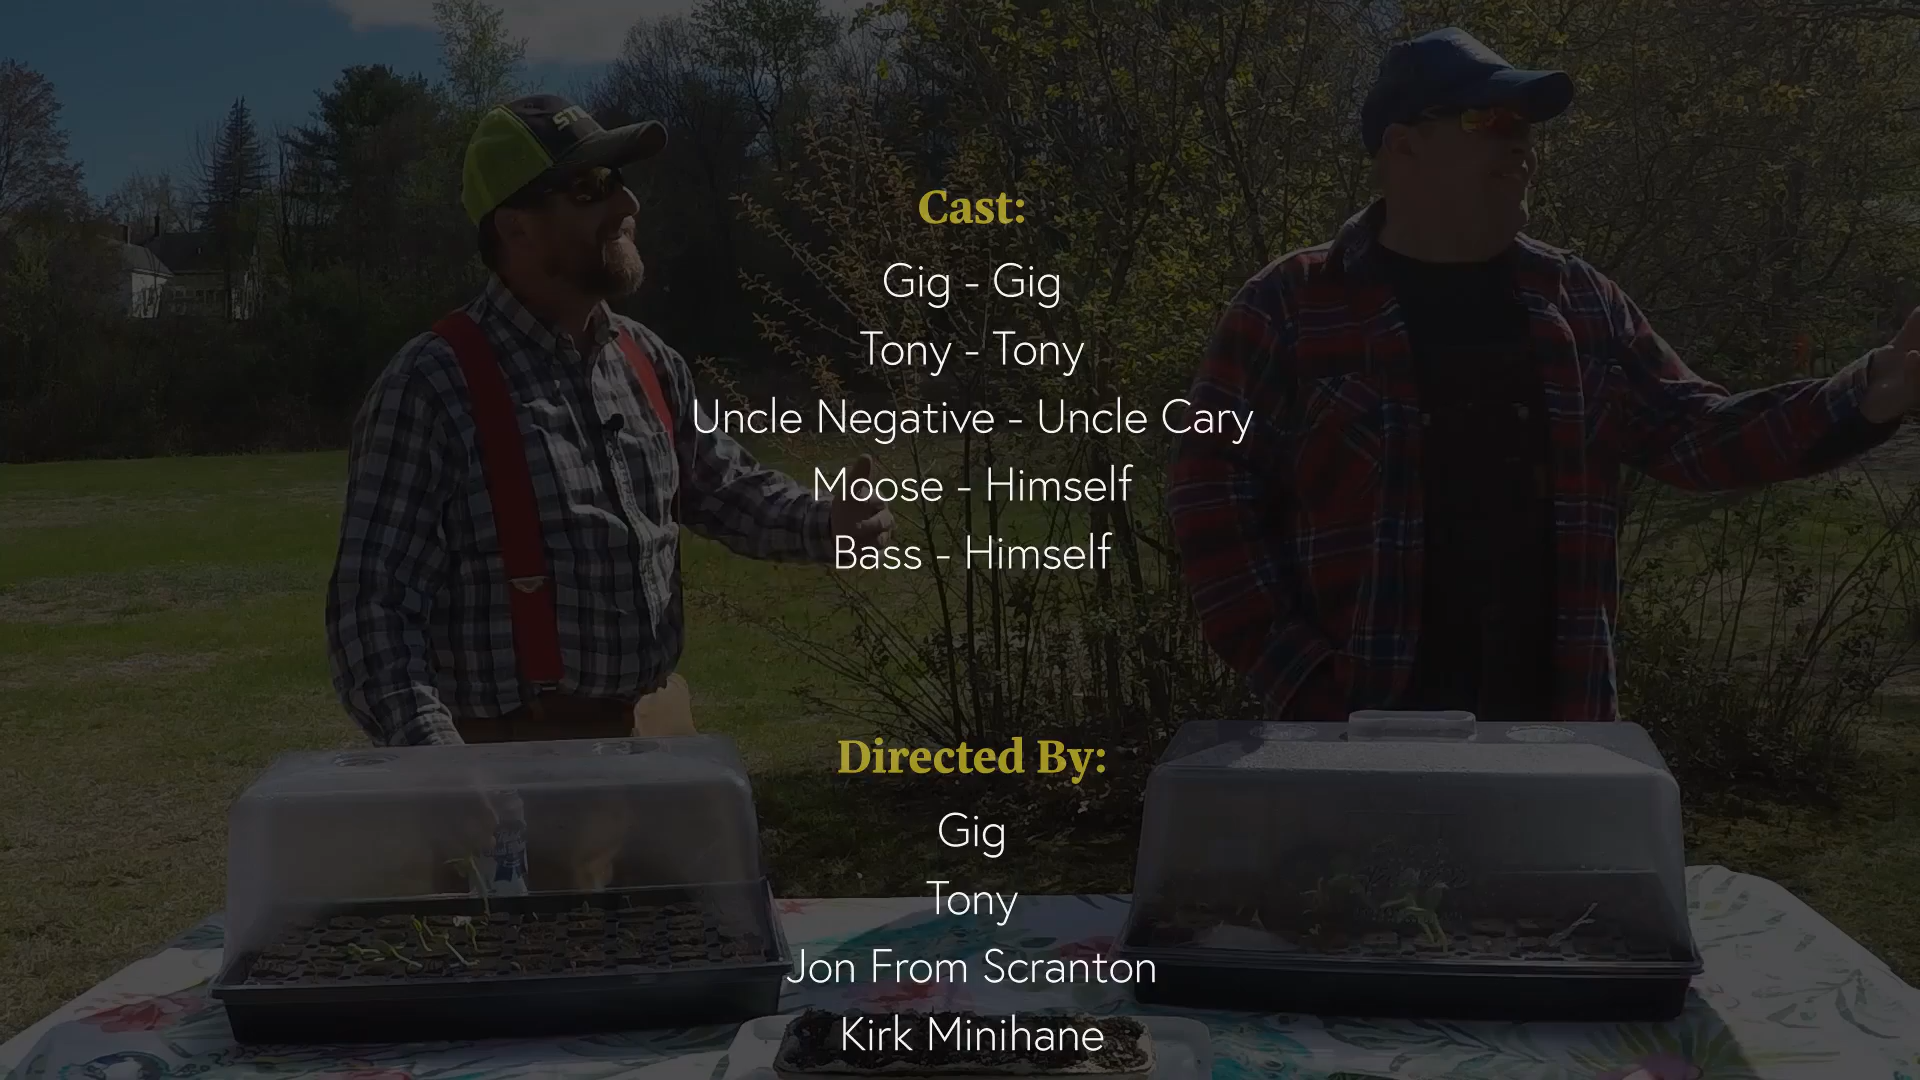 Cast:
Gig - Gig
Tony - Tony
Uncle Negative - Uncle Cary
Moose - Himself
Bass - Himself
Directed By:
Gig
Tony
Jon From Scranton
Kirk Minihane